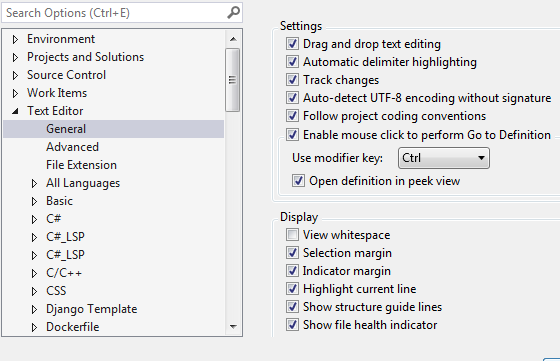 Search Options (Ctrl+E)
Environment
Projects and Solutions
Source Control
Work Items
Text Editor
General
Advanced
File Extension
All Languages
Basic
C#
C#_LSP
C#_LSP
C/C++
CSS
Django Template
Dockerfile
Settings
Drag and drop text editing
Automatic delimiter highlighting
Track changes
Auto-detect UTF-8 encoding without signature
Follow project coding conventions
Enable mouse click to perform Go to Definition
Use modifier key: Ctrl
Open definition in peek view
Display
View whitespace
Selection margin
Indicator margin
Highlight current line
Show structure guide lines
Show file health indicator